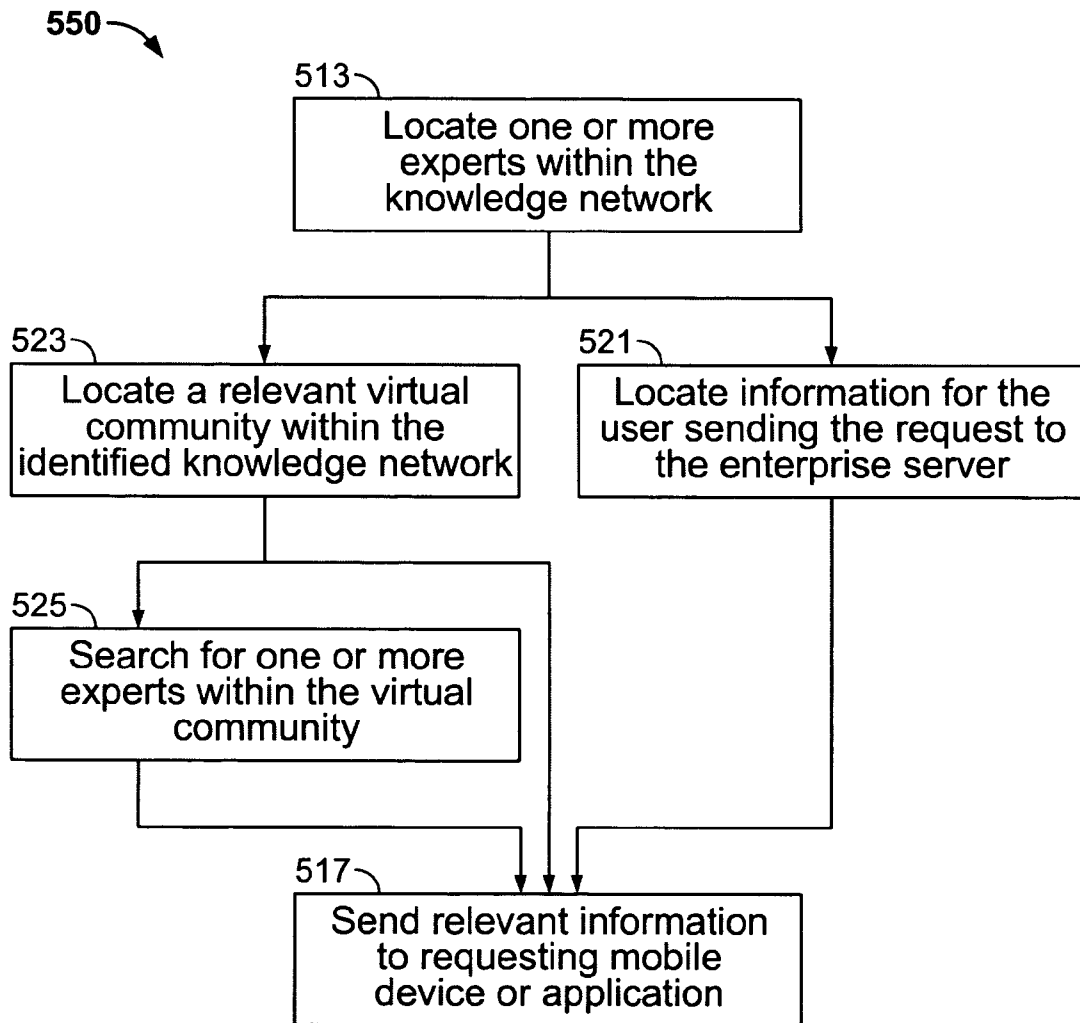 550
513
Locate one or more
experts within the
knowledge network
523
Locate a relevant virtual
community within the
identified knowledge network
521
Locate information for the
user sending the request to
the enterprise server
525
Search for one or more
experts within the virtual
community
517
Send relevant information
to requesting mobile
device or application